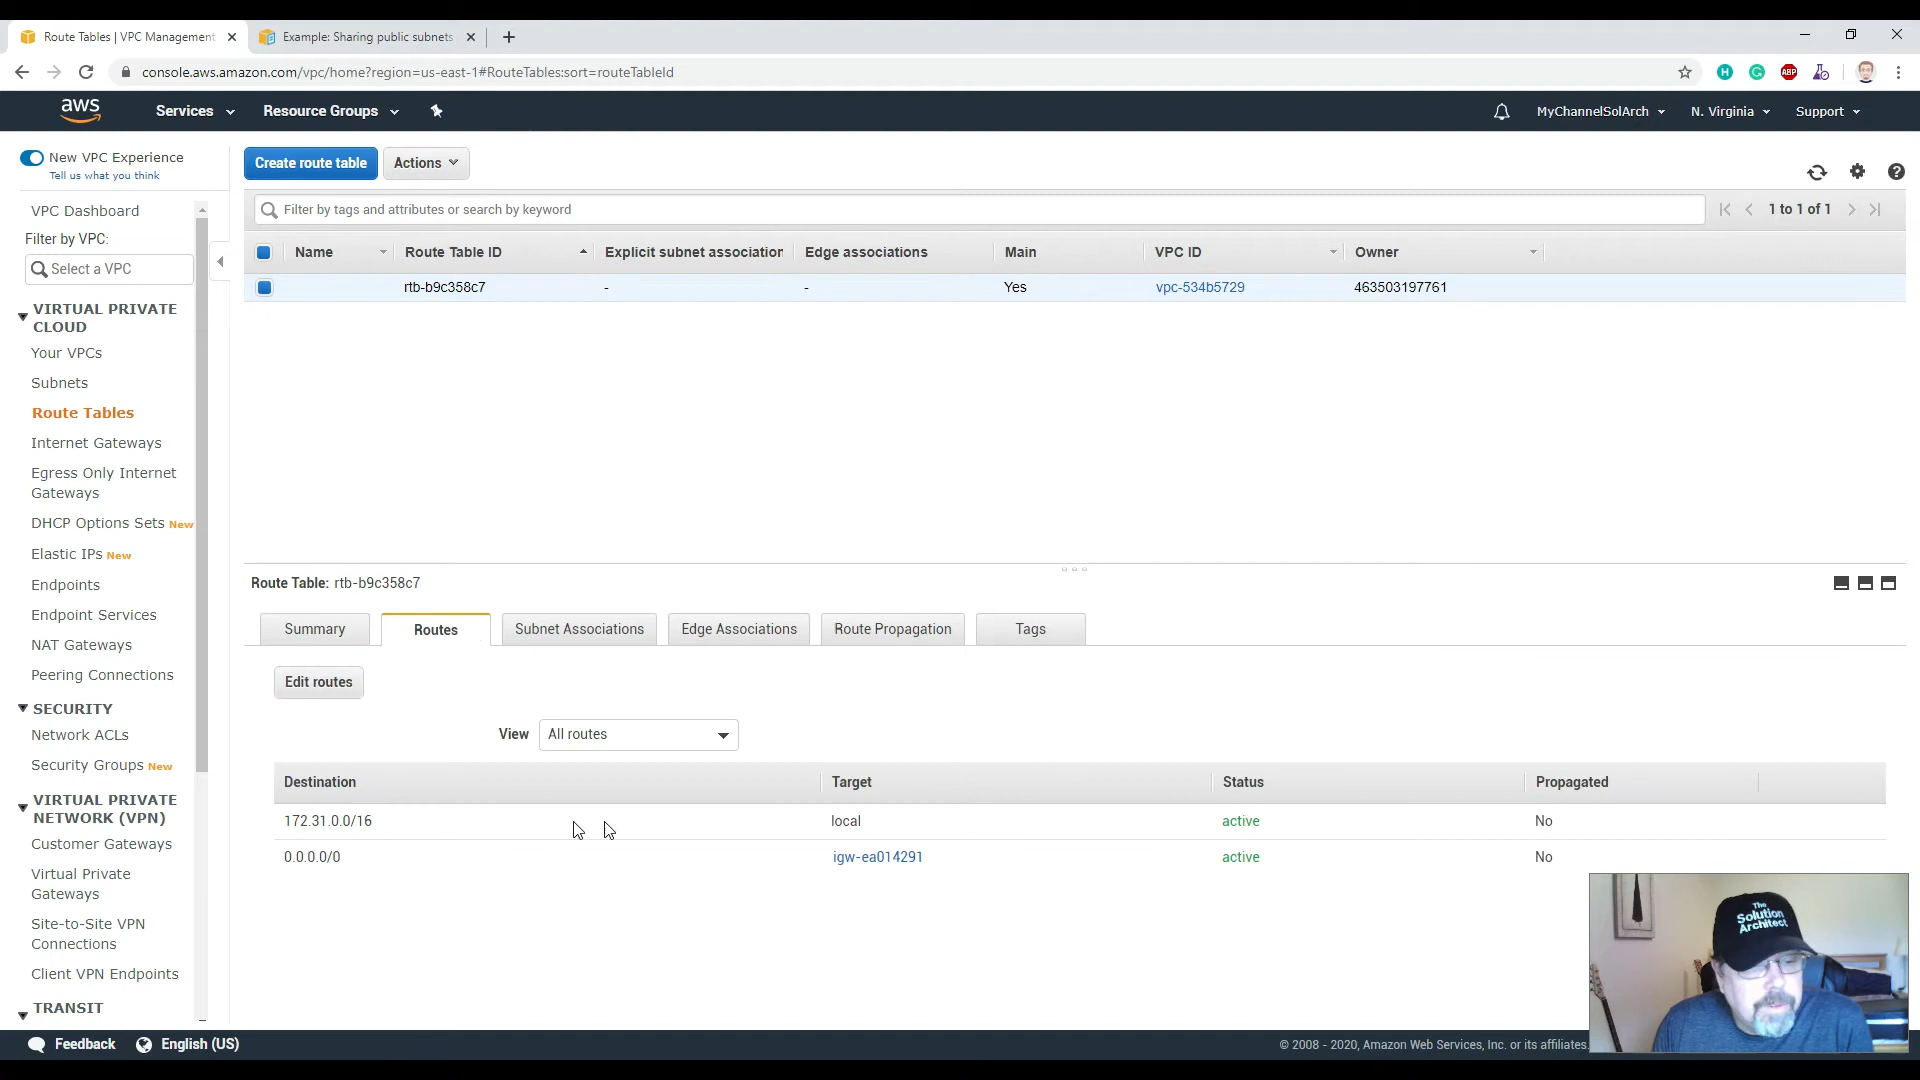 Route Tables | VPC Management
Example: Sharing public subnets
console.aws.amazon.com/vpc/home?region=us-east-1#RouteTables:sort=routeTableId
H
G
ABP
aws
Services
Resource Groups
MyChannelSolArch
N. Virginia
Support
New VPC Experience
Tell us what you think
Create route table
Actions
VPC Dashboard
Filter by VPC:
Select a VPC
Filter by tags and attributes or search by keyword
1 to 1 of 1
Name
Route Table ID
Explicit subnet association
Edge associations
Main
VPC ID
Owner
rtb-b9c358c7
-
-
Yes
vpc-534b5729
463503197761
VIRTUAL PRIVATE
CLOUD
Your VPCs
Subnets
Route Tables
Internet Gateways
Egress Only Internet
Gateways
DHCP Options Sets New
Elastic IPs New
Endpoints
Endpoint Services
NAT Gateways
Peering Connections
SECURITY
Network ACLs
Security Groups New
VIRTUAL PRIVATE
NETWORK (VPN)
Customer Gateways
Virtual Private
Gateways
Site-to-Site VPN
Connections
Client VPN Endpoints
TRANSIT
Route Table: rtb-b9c358c7
Summary
Routes
Subnet Associations
Edge Associations
Route Propagation
Tags
Edit routes
View
All routes
Destination
Target
Status
Propagated
172.31.0.0/16
local
active
No
0.0.0.0/0
igw-ea014291
active
No
The
Solution
Architect
Feedback
English (US)
© 2008 - 2020, Amazon Web Services, Inc. or its affiliates.